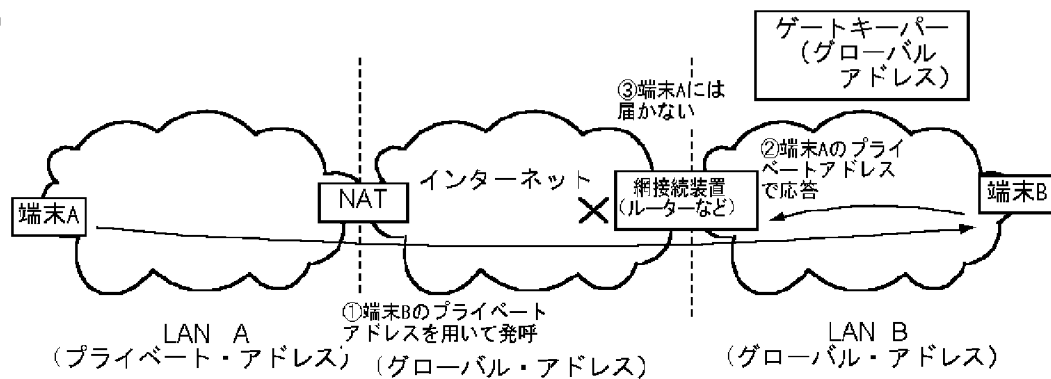 ゲートキーパー
(グローバル
アドレス)
③端末Aには
届かない
②端末Aのプライ
ベートアドレス
で応答
端末A
NAT
インターネット
網接続装置
(ルーターなど)
端末B
①端末Bのプライベート
アドレスを用いて発呼
LAN A
(プライベート・アドレス)
(グローバル・アドレス)
LAN B
(グローバル・アドレス)